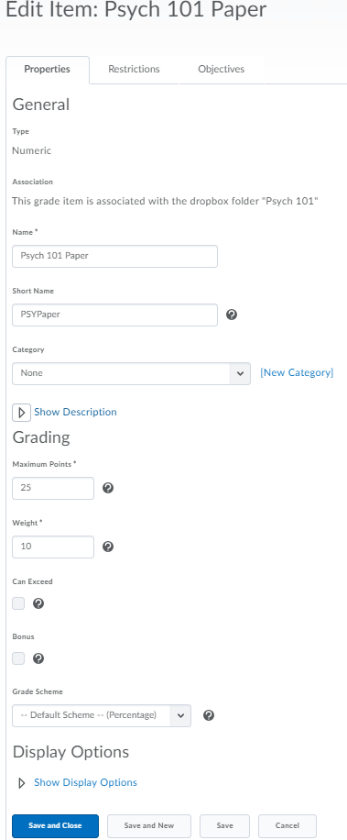 Edit Item: Psych 101 Paper
Properties Restrictions Objectives
General
Type
Numeric
Association
This grade item is associated with the dropbox folder "Psych 101"
Name *
Psych 101 Paper
Short Name
PSYPaper
Category
None [New Category]
Show Description
Grading
Maximum Points *
25
Weight *
10
Can Exceed
Bonus
Grade Scheme
-- Default Scheme -- (Percentage)
Display Options
Show Display Options
Save and Close Save and New Save Cancel